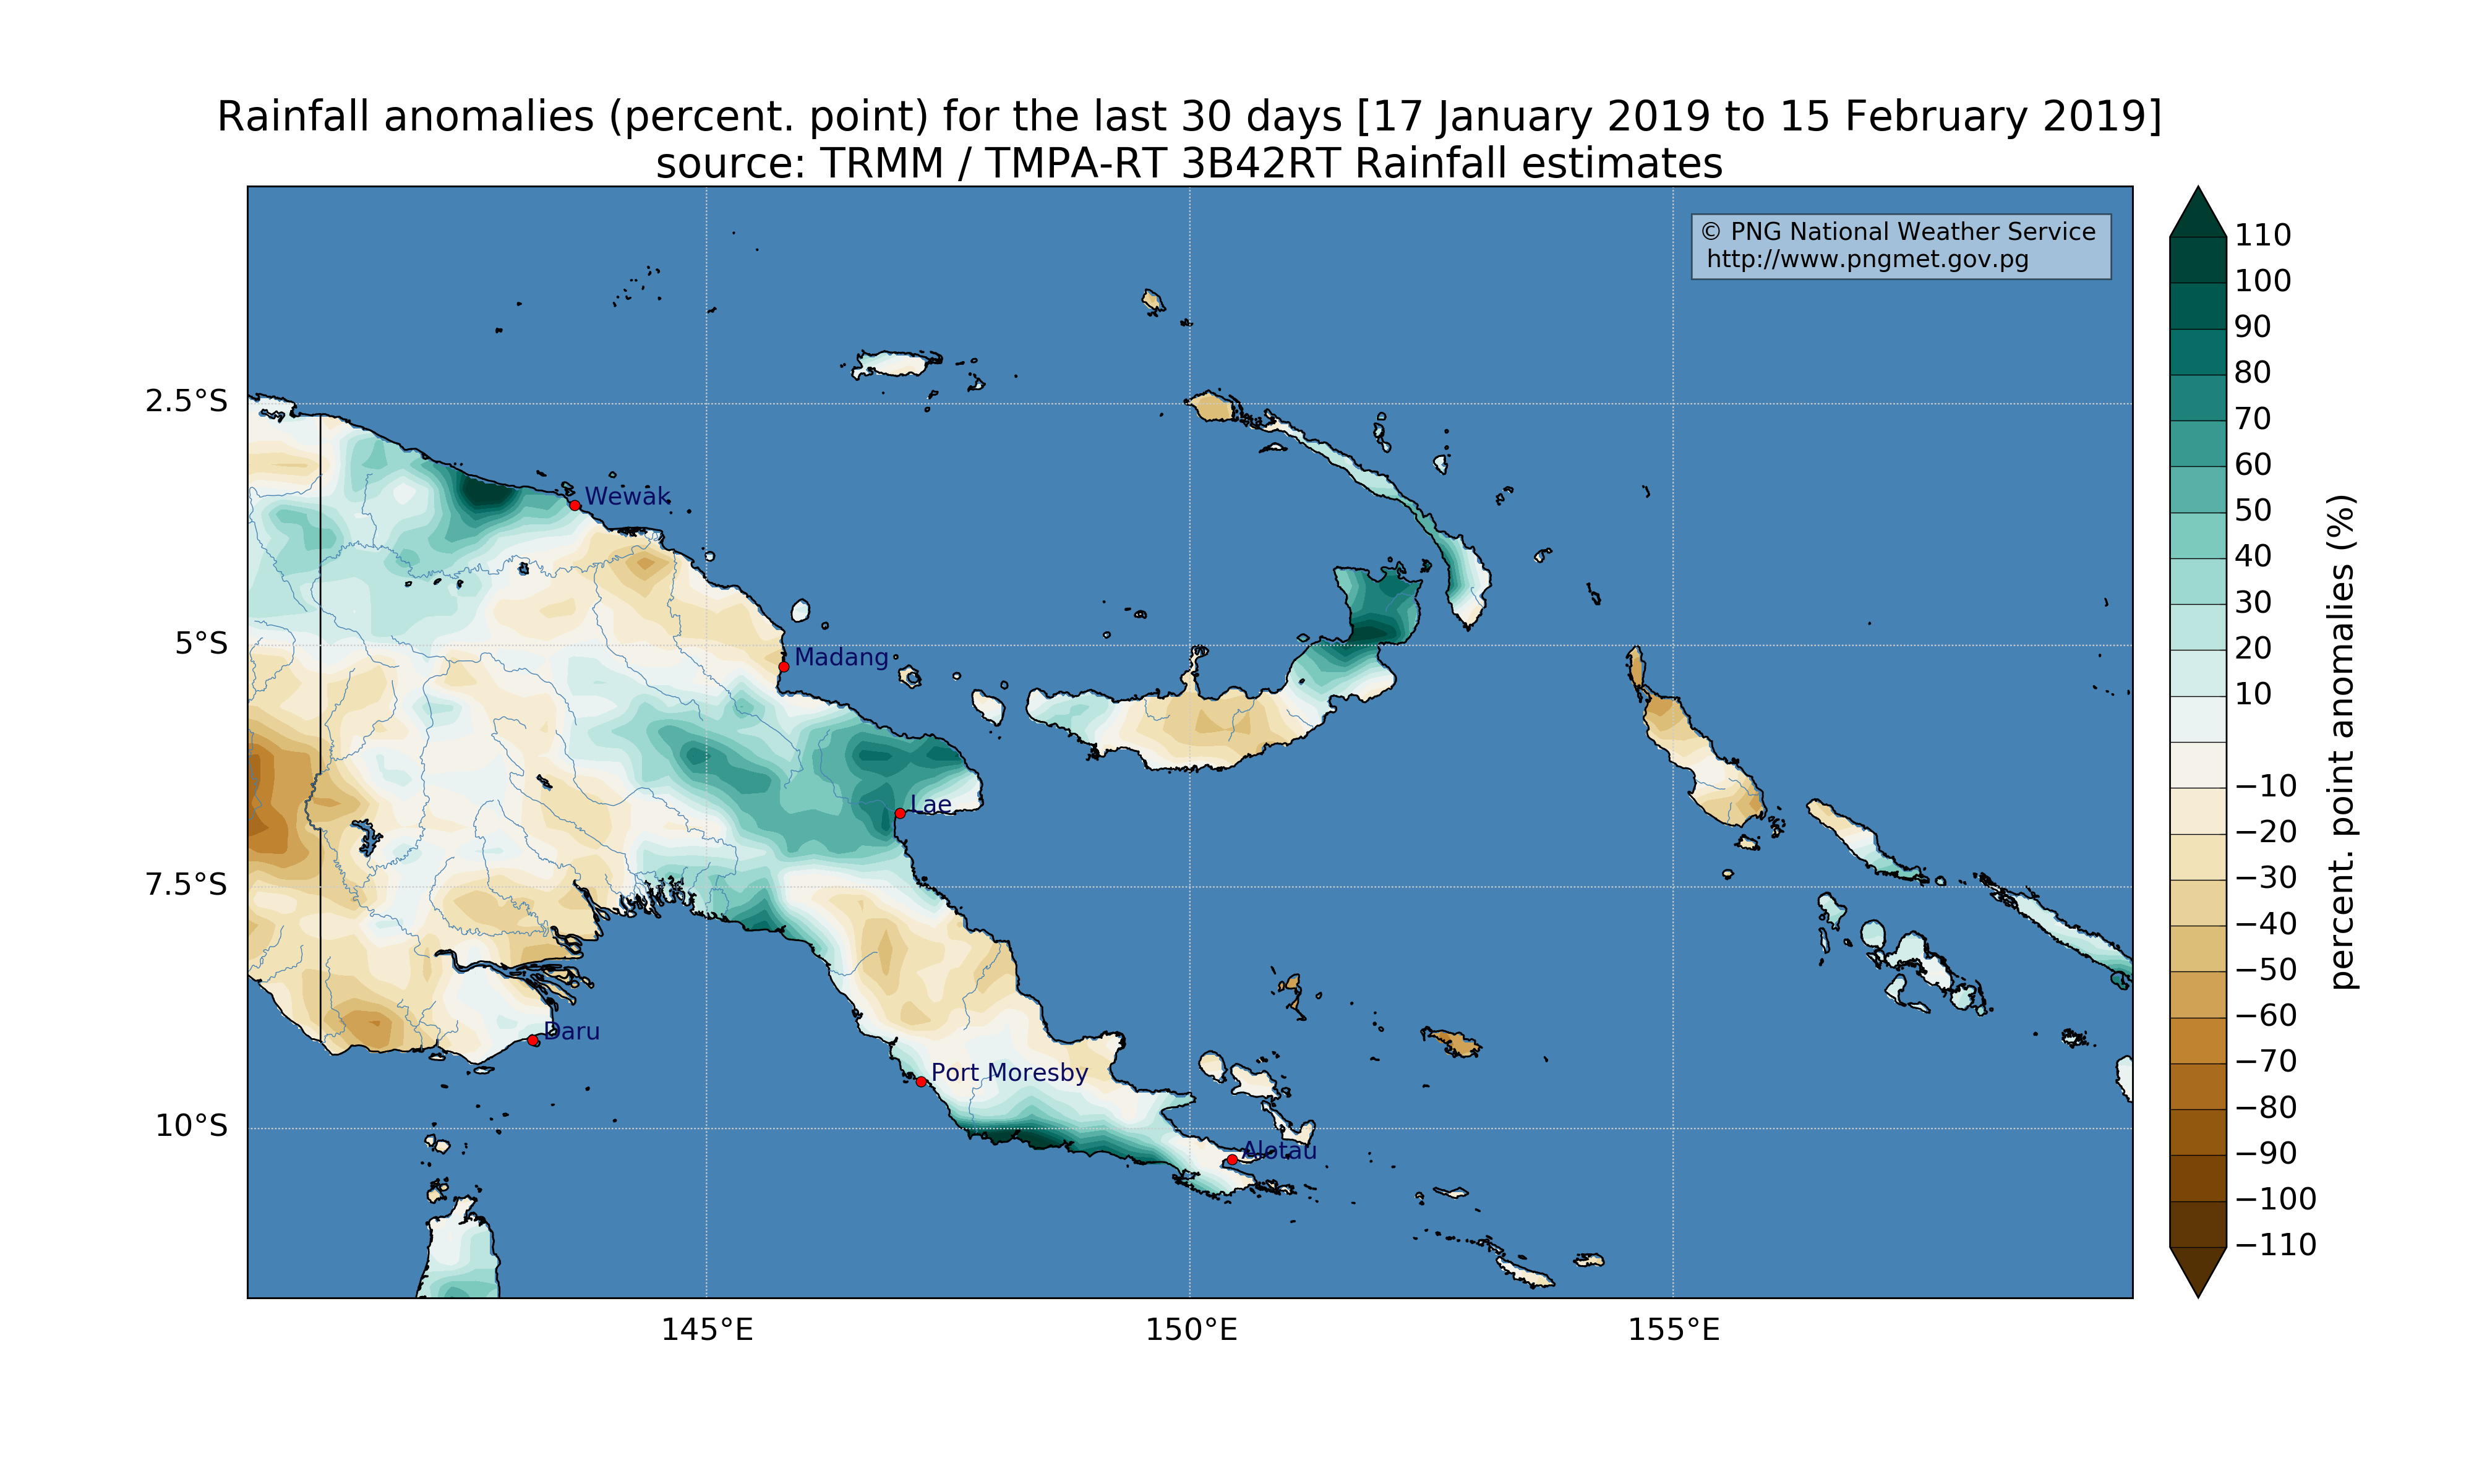 Rainfall anomalies (percent. point) for the last 30 days [17 January 2019 to 15 February 2019]
source: TRMM / TMPA-RT 3B42RT Rainfall estimates
© PNG National Weather Service
http://www.pngmet.gov.pg
2.5°S
5°S
7.5°S
10°S
145°E
150°E
155°E
Wewak
Madang
Lae
Daru
Port Moresby
Alotau
110
100
90
80
70
60
50
40
30
20
10
−10
−20
−30
−40
−50
−60
−70
−80
−90
−100
−110
percent. point anomalies (%)